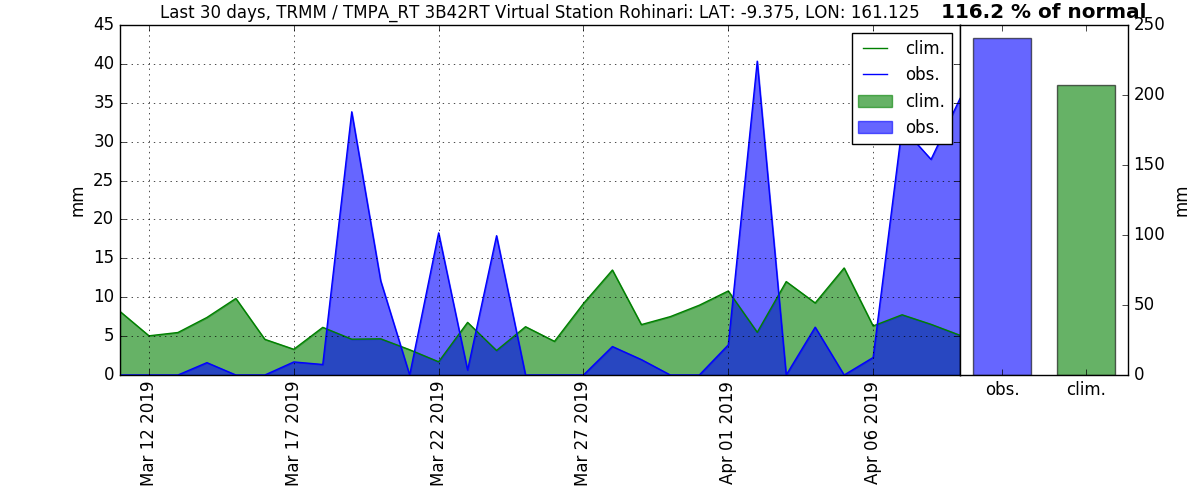 Last 30 days, TRMM / TMPA_RT 3B42RT Virtual Station Rohinari: LAT: -9.375, LON: 161.125
116.2 % of normal
45
40
35
30
25
20
15
10
5
0
mm
clim.
obs.
clim.
obs.
Mar 12 2019
Mar 17 2019
Mar 22 2019
Mar 27 2019
Apr 01 2019
Apr 06 2019
250
200
150
100
50
0
mm
obs.
clim.